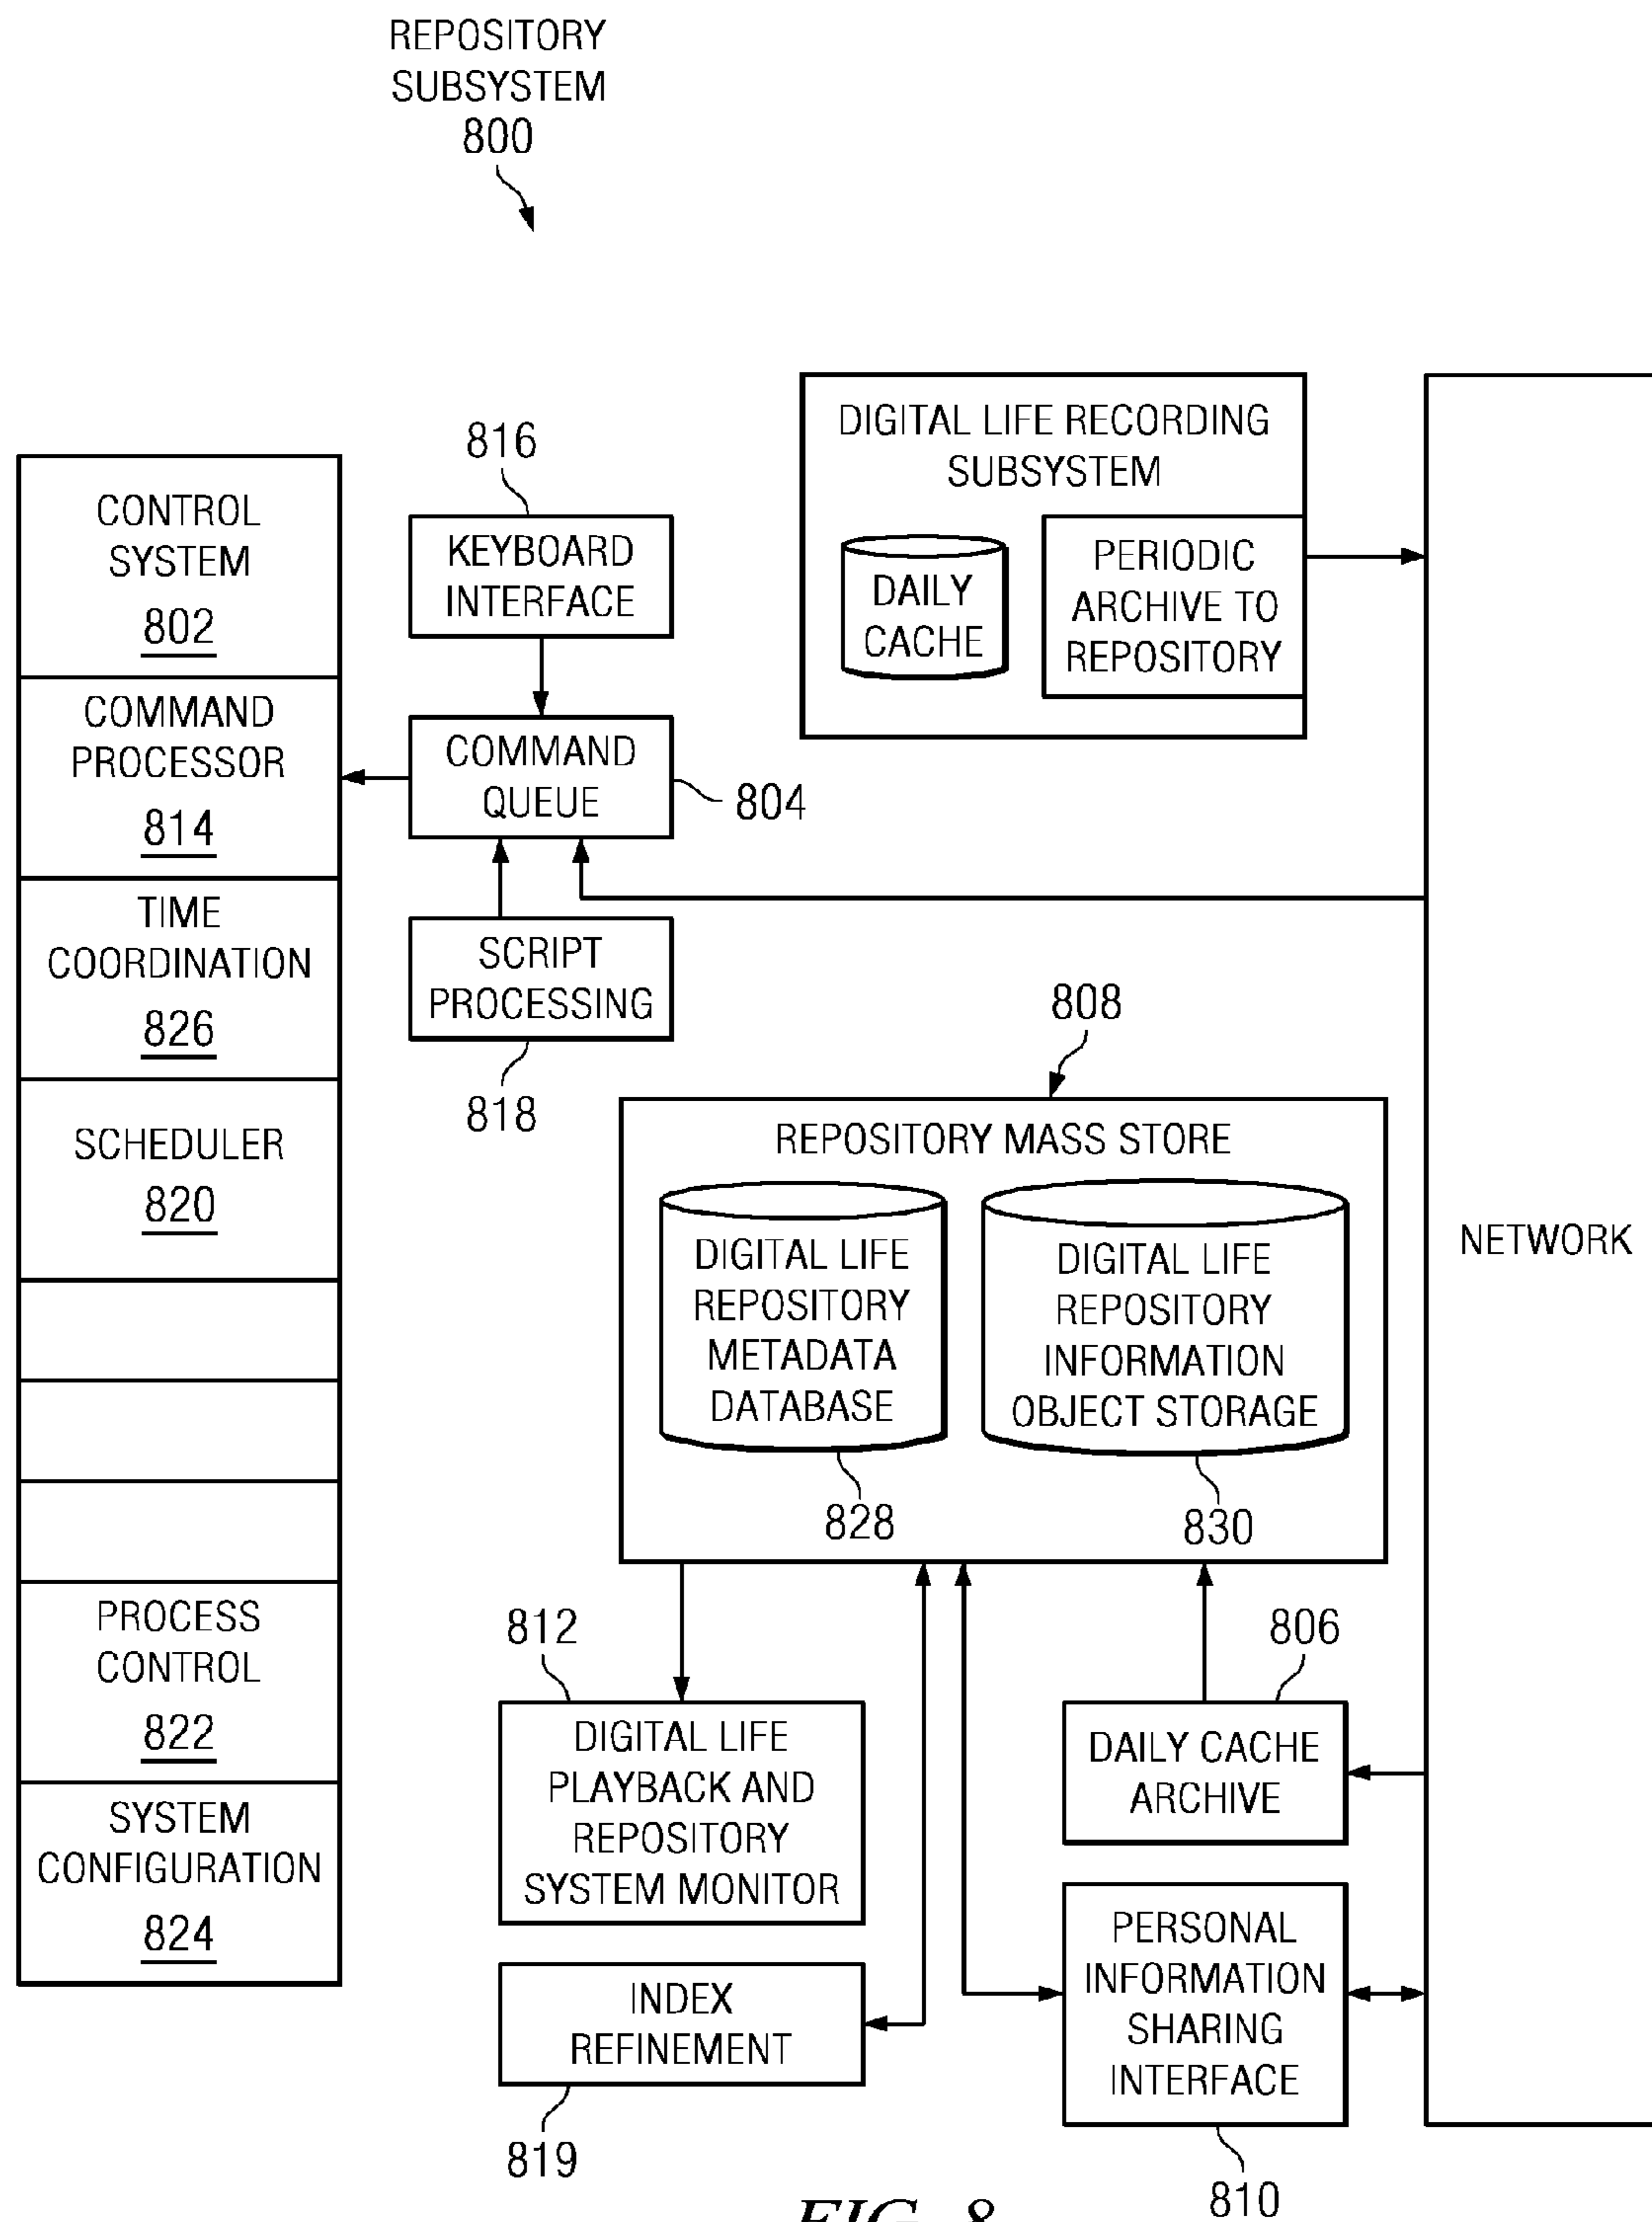 REPOSITORY
SUBSYSTEM
800
CONTROL
SYSTEM
802
COMMAND
PROCESSOR
814
TIME
COORDINATION
826
SCHEDULER
820
PROCESS
CONTROL
822
SYSTEM
CONFIGURATION
824
816
KEYBOARD
INTERFACE
COMMAND
QUEUE
804
SCRIPT
PROCESSING
818
DIGITAL LIFE RECORDING
SUBSYSTEM
DAILY
CACHE
PERIODIC
ARCHIVE TO
REPOSITORY
NETWORK
808
REPOSITORY MASS STORE
DIGITAL LIFE
REPOSITORY
METADATA
DATABASE
828
DIGITAL LIFE
REPOSITORY
INFORMATION
OBJECT STORAGE
830
812
DIGITAL LIFE
PLAYBACK AND
REPOSITORY
SYSTEM MONITOR
INDEX
REFINEMENT
819
806
DAILY CACHE
ARCHIVE
PERSONAL
INFORMATION
SHARING
INTERFACE
810
FIG. 8